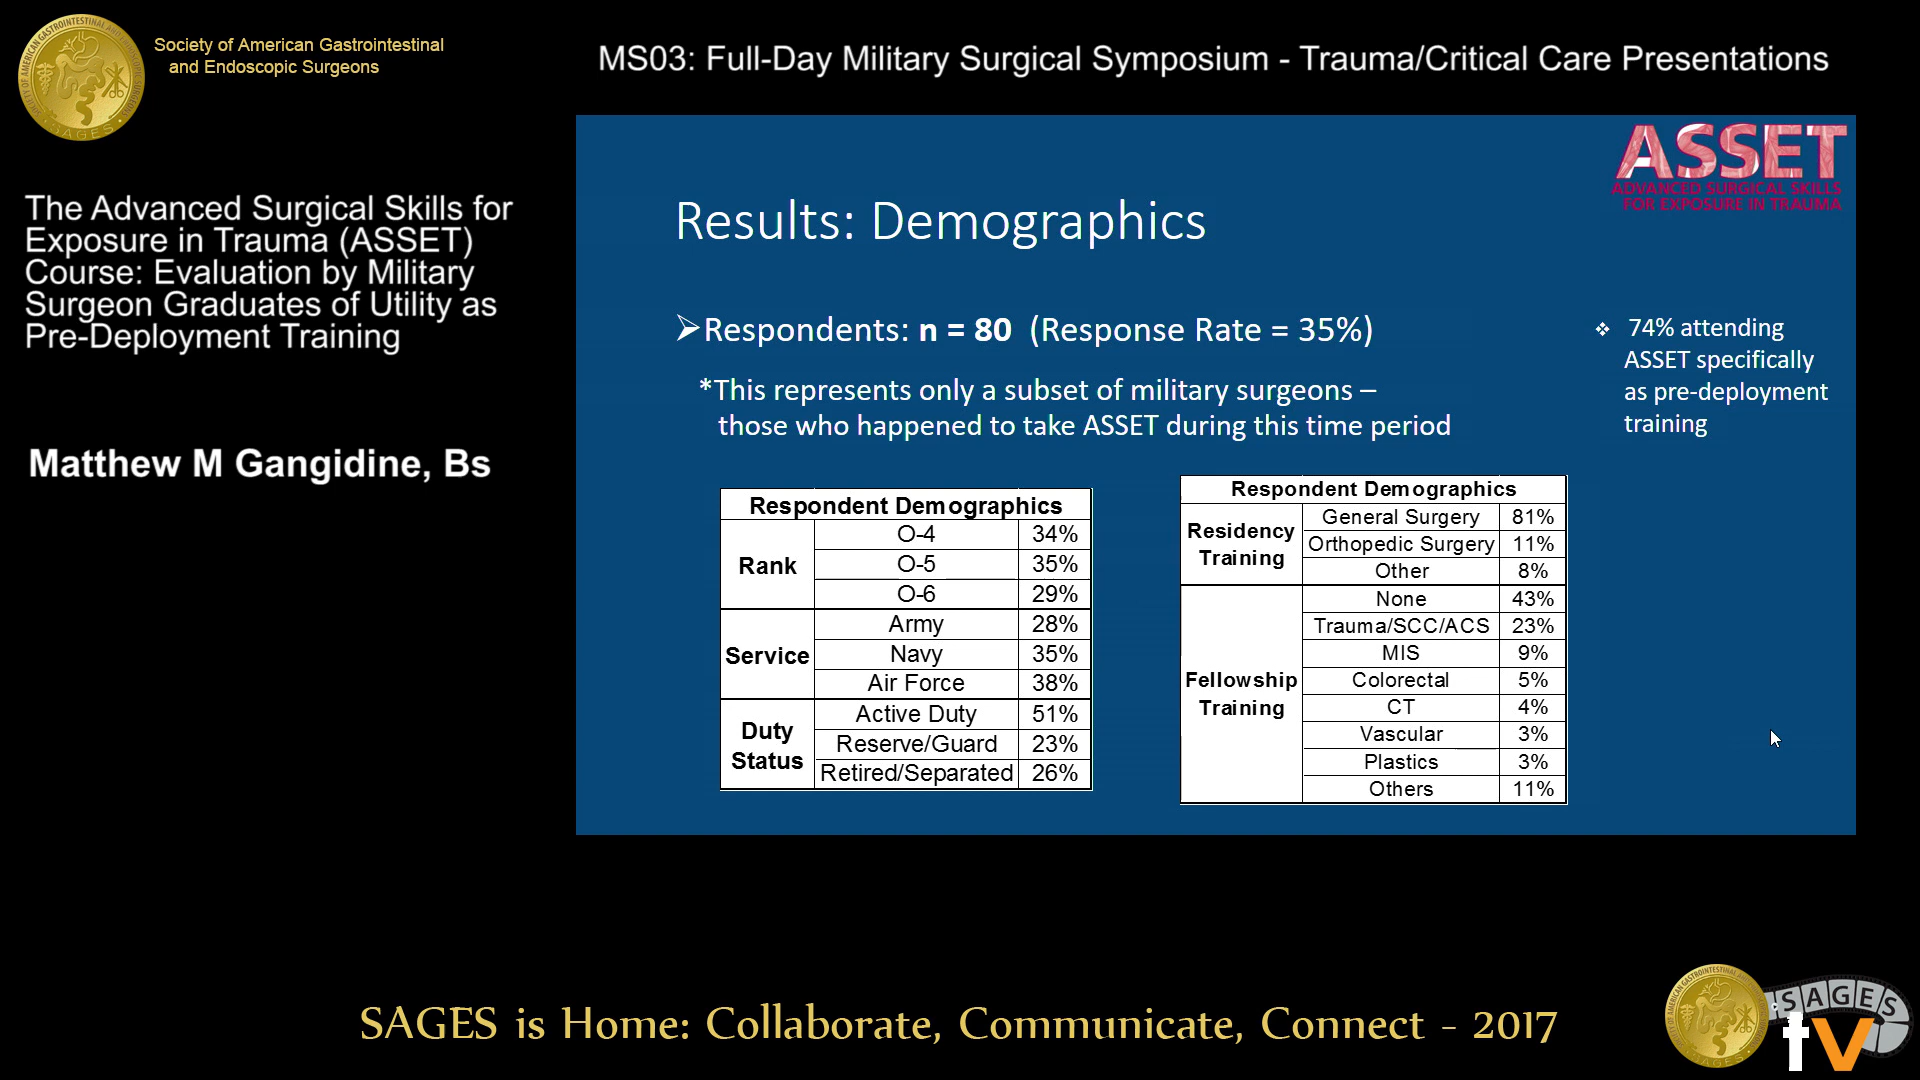 Society of American Gastrointestinal
and Endoscopic Surgeons
MS03: Full-Day Military Surgical Symposium - Trauma/Critical Care Presentations
The Advanced Surgical Skills for
Exposure in Trauma (ASSET)
Course: Evaluation by Military
Surgeon Graduates of Utility as
Pre-Deployment Training
Matthew M Gangidine, Bs
ASSET
ADVANCED SURGICAL SKILLS
FOR EXPOSURE IN TRAUMA
Results: Demographics
➢Respondents: n = 80 (Response Rate = 35%)
*This represents only a subset of military surgeons –
those who happened to take ASSET during this time period
❖ 74% attending
ASSET specifically
as pre-deployment
training
Respondent Demographics
Rank
O-4 34%
O-5 35%
O-6 29%
Service
Army 28%
Navy 35%
Air Force 38%
Duty
Status
Active Duty 51%
Reserve/Guard 23%
Retired/Separated 26%
Respondent Demographics
Residency
Training
General Surgery 81%
Orthopedic Surgery 11%
Other 8%
Fellowship
Training
None 43%
Trauma/SCC/ACS 23%
MIS 9%
Colorectal 5%
CT 4%
Vascular 3%
Plastics 3%
Others 11%
SAGES is Home: Collaborate, Communicate, Connect - 2017
SAGES
tv